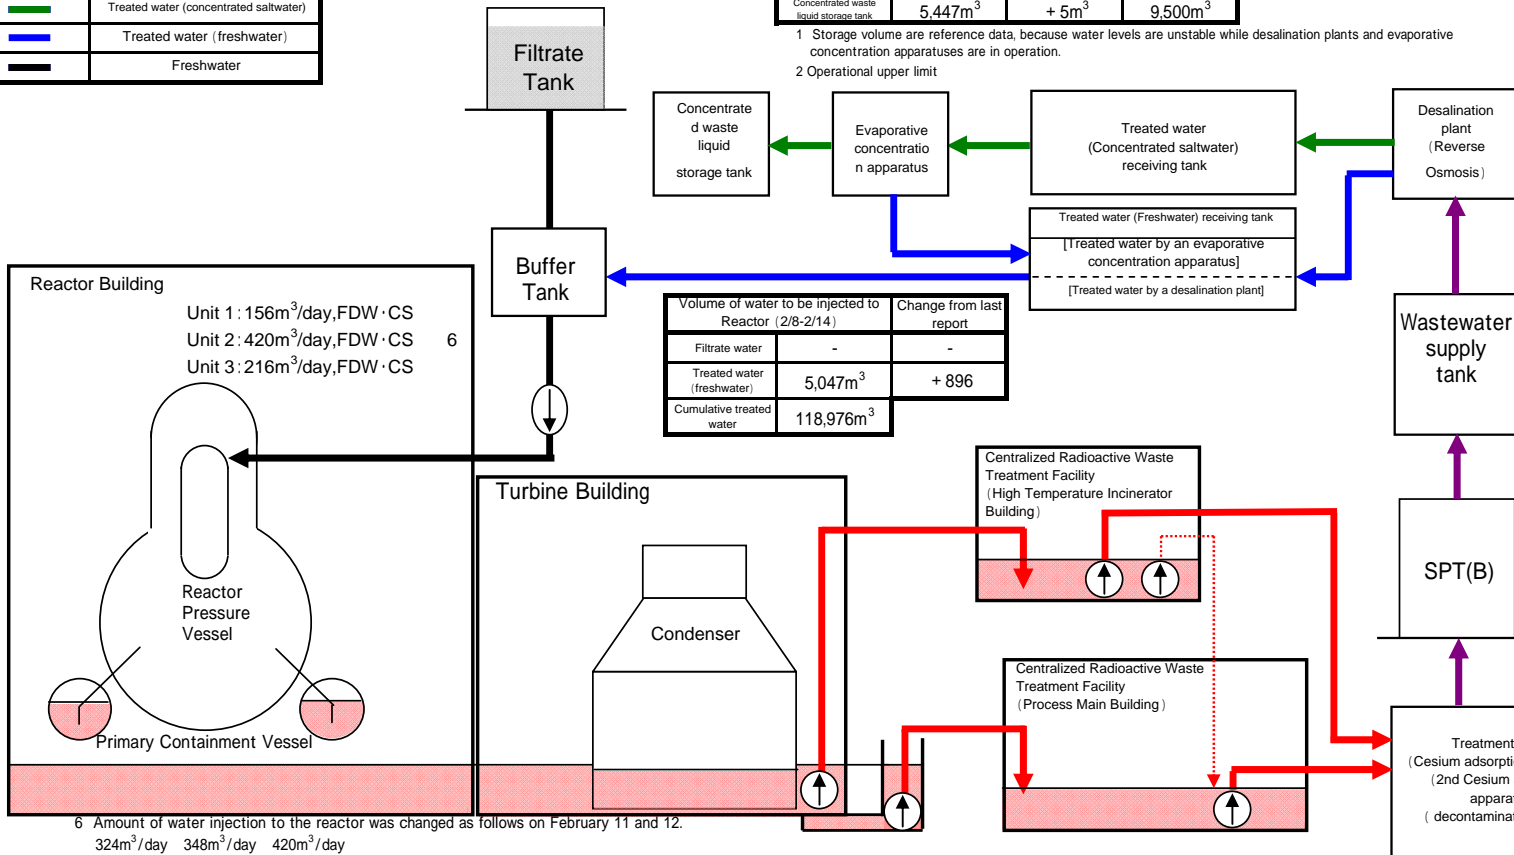 Treated water (concentrated saltwater)
Treated water (freshwater)
Freshwater
Concentrated waste
liquid storage tank
5,447m3
+ 5m3
9,500m3
1 Storage volume are reference data, because water levels are unstable while desalination plants and evaporative
concentration apparatuses are in operation.
2 Operational upper limit
Filtrate
Tank
Concentrate
d waste
liquid
storage tank
Evaporative
concentratio
n apparatus
Treated water
(Concentrated saltwater)
receiving tank
Desalination
plant
(Reverse
Osmosis)
Treated water (Freshwater) receiving tank
[Treated water by an evaporative
concentration apparatus]
[Treated water by a desalination plant]
Buffer
Tank
Reactor Building
Unit 1:156m3/day,FDW·CS
Unit 2:420m3/day,FDW·CS 6
Unit 3:216m3/day,FDW·CS
Volume of water to be injected to
Reactor (2/8-2/14)
Change from last
report
Filtrate water
-
-
Treated water
(freshwater)
5,047m3
+ 896
Cumulative treated
water
118,976m3
Wastewater
supply
tank
Centralized Radioactive Waste
Treatment Facility
(High Temperature Incinerator
Building)
Turbine Building
SPT(B)
Reactor
Pressure
Vessel
Condenser
Centralized Radioactive Waste
Treatment Facility
(Process Main Building)
Primary Containment Vessel
Treatment
(Cesium
(2nd Cesium
(
6 Amount of water injection to the reactor was changed as follows on February 11 and 12.
324m3/day 348m3/day 420m3/day